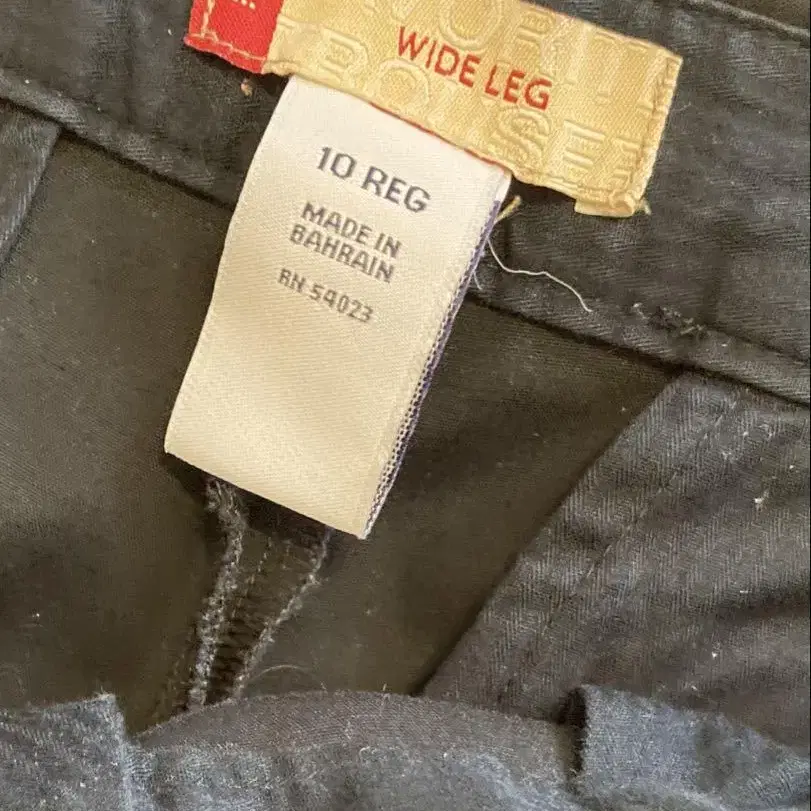 WIDE LEG
10 REG
MADE IN
BAHRAIN
RN 54023